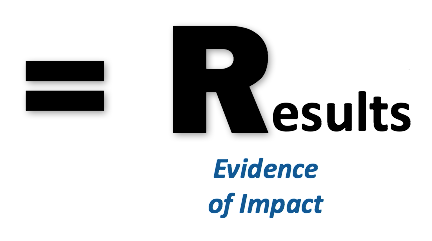 = Results
Evidence
of Impact